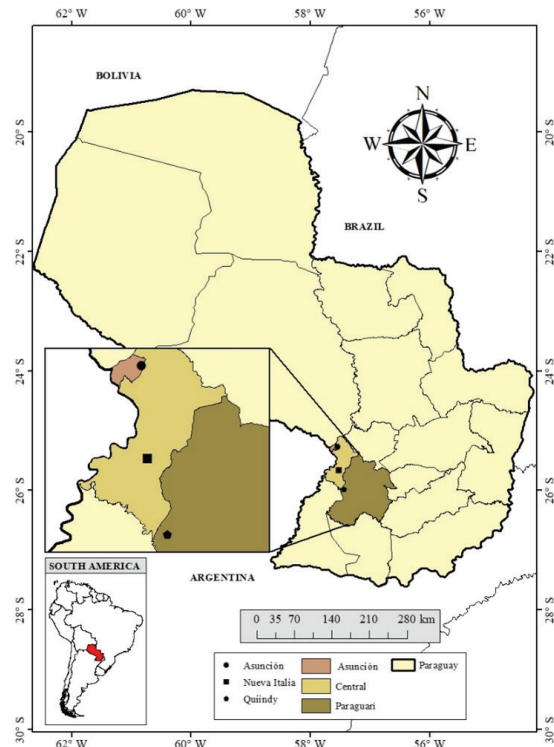 62° W 60° W 58° W 56° W
BOLIVIA
N
W E
S
BRAZIL
20° S 20° S
22° S 22° S
24° S 24° S
26° S 26° S
28° S 28° S
30° S 30° S
ARGENTINA
SOUTH AMERICA
0 35 70 140 210 280 km
Asunción Asunción Paraguay
Nueva Italia Central
Quiindy Paraguarí
62° W 60° W 58° W 56° W